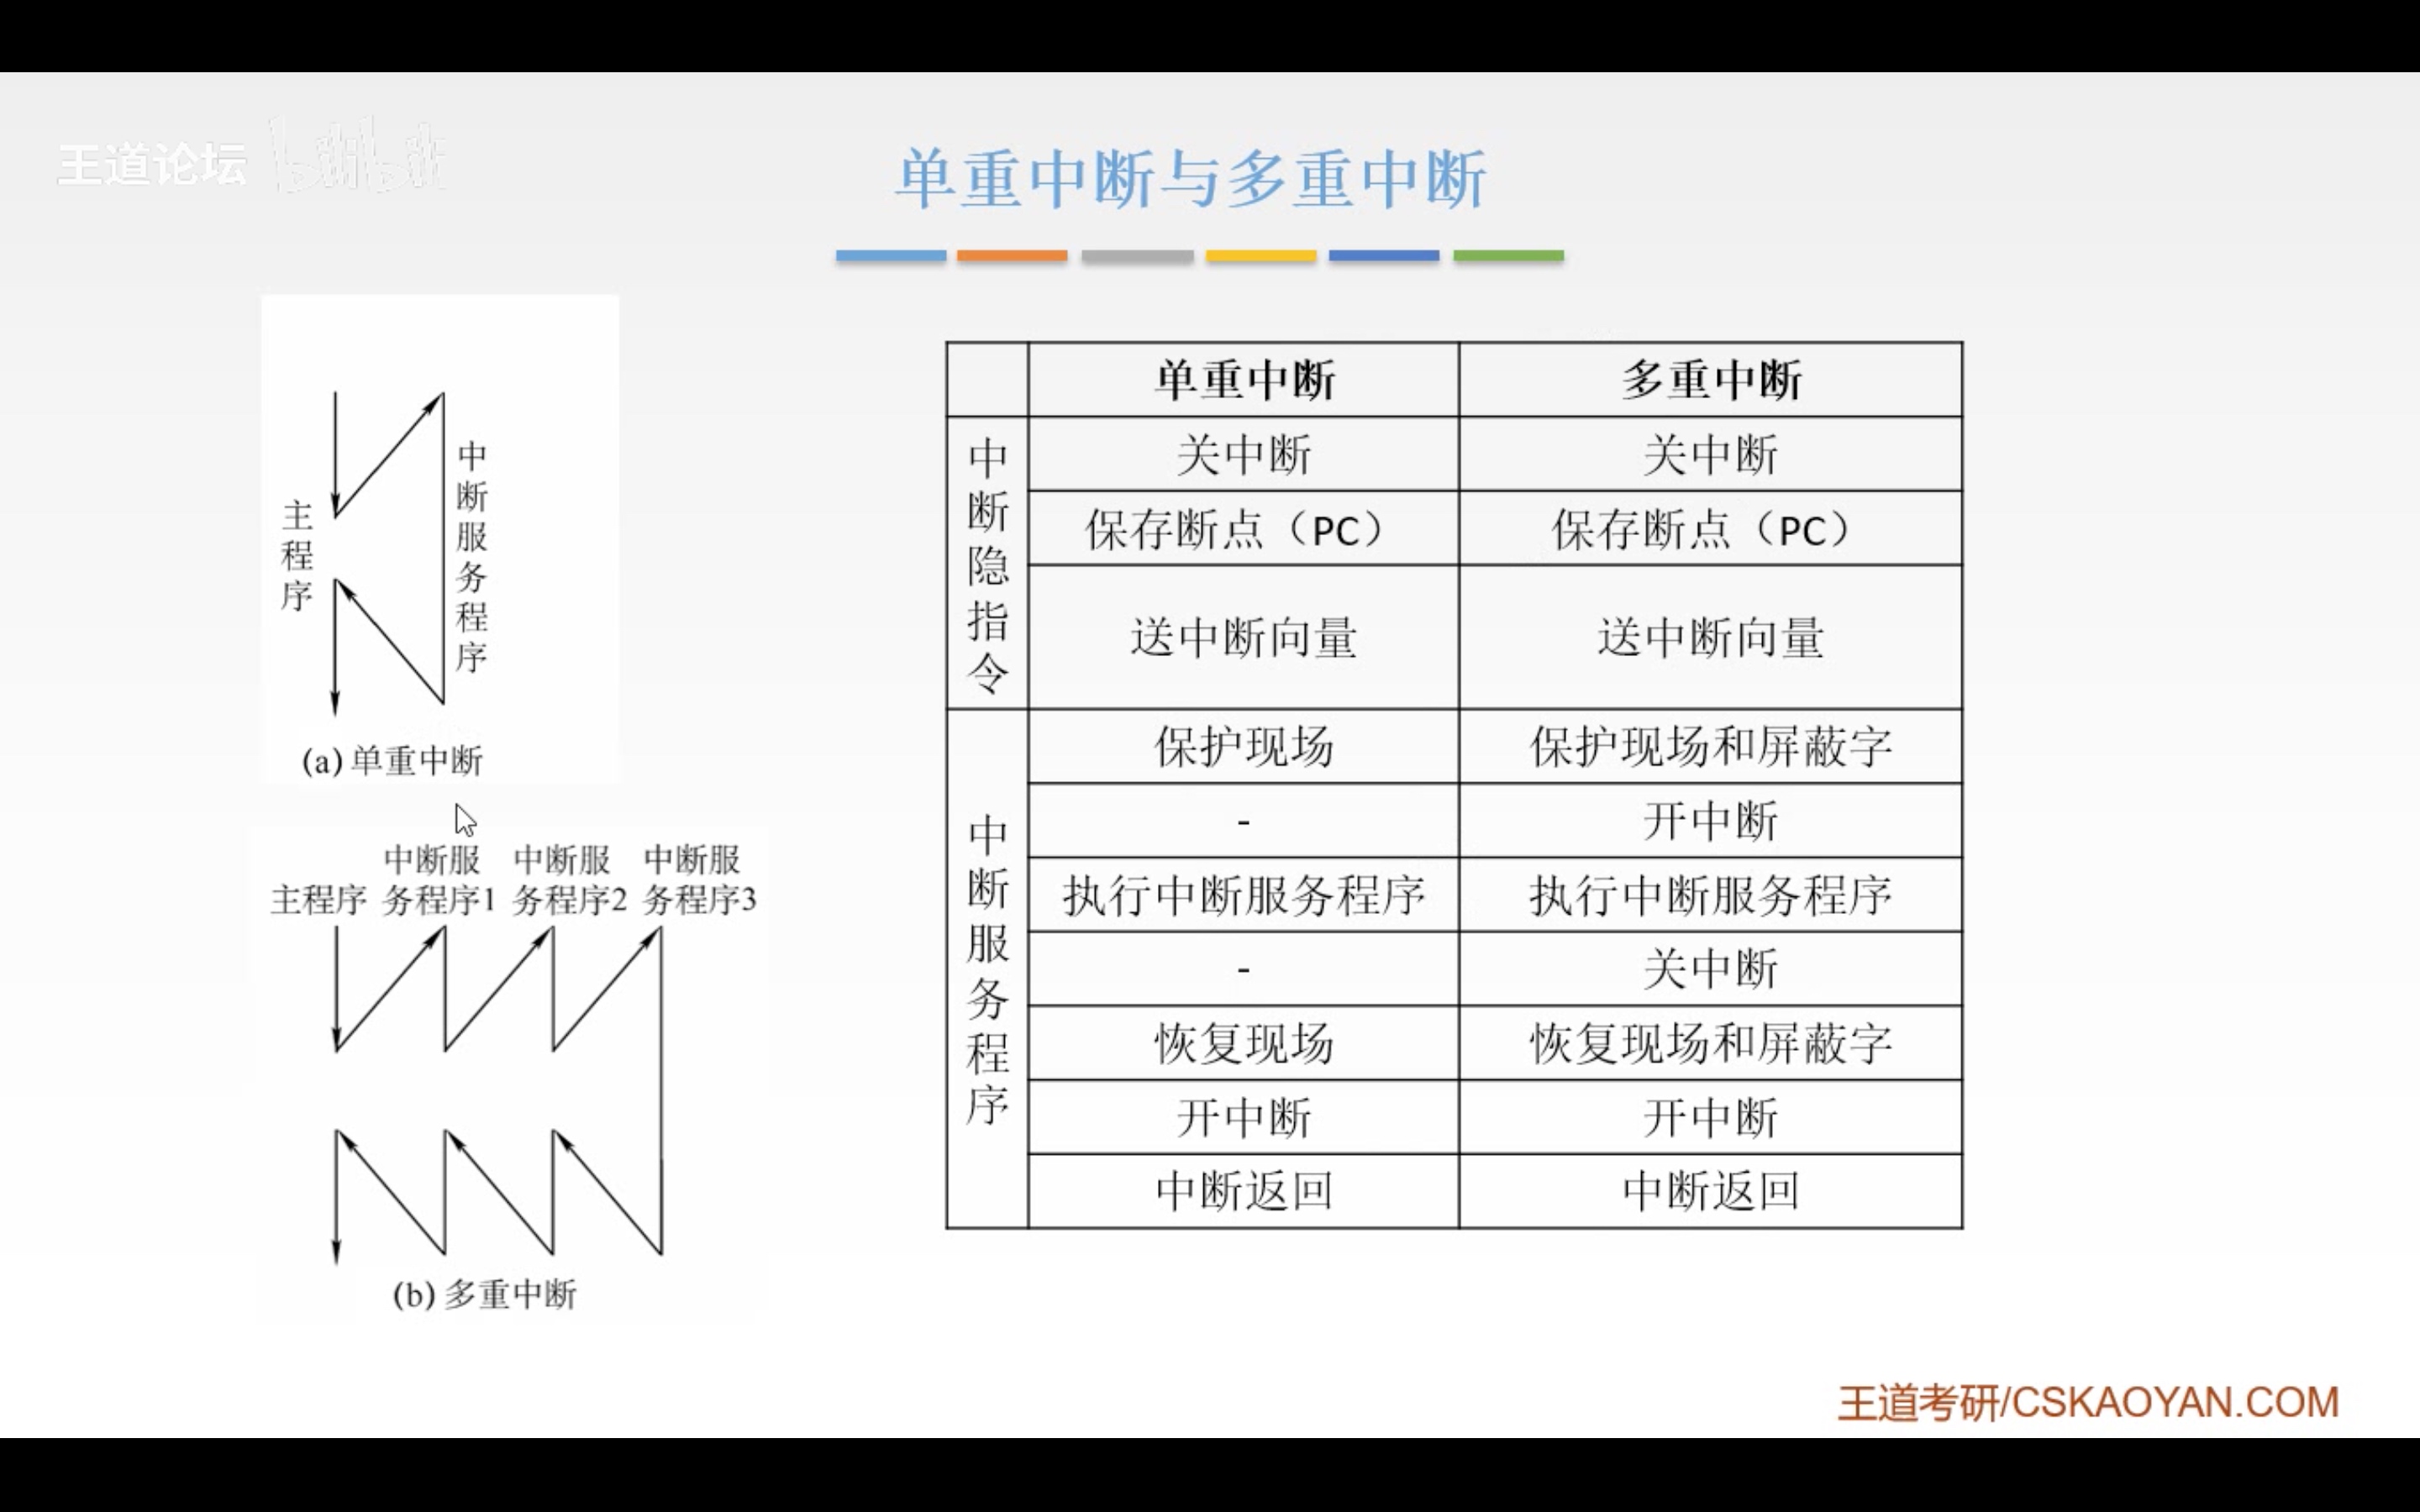 王道论坛 bilibili
单重中断与多重中断
主程序
中断服务程序
(a)单重中断
主程序 中断服务程序1 中断服务程序2 中断服务程序3
(b)多重中断
单重中断 多重中断
中断隐指令
关中断 关中断
保存断点（PC） 保存断点（PC）
送中断向量 送中断向量
中断服务程序
保护现场 保护现场和屏蔽字
- 开中断
执行中断服务程序 执行中断服务程序
- 关中断
恢复现场 恢复现场和屏蔽字
开中断 开中断
中断返回 中断返回
王道考研/CSKAOYAN.COM